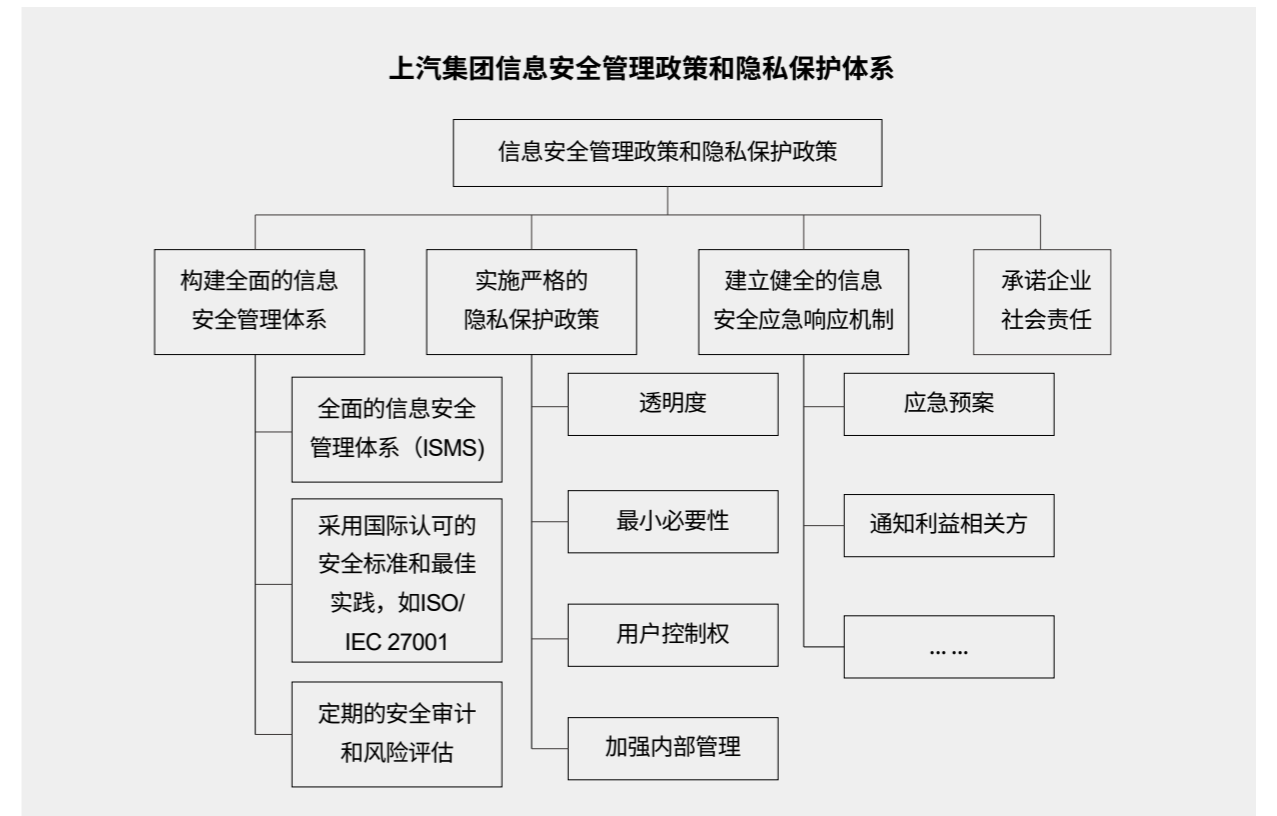 上汽集团信息安全管理政策和隐私保护体系
信息安全管理政策和隐私保护政策
构建全面的信息
安全管理体系
实施严格的
隐私保护政策
建立健全的信息
安全应急响应机制
承诺企业
社会责任
全面的信息安全
管理体系（ISMS)
采用国际认可的
安全标准和最佳
实践，如ISO/
IEC 27001
定期的安全审计
和风险评估
透明度
最小必要性
用户控制权
加强内部管理
应急预案
通知利益相关方
... ...